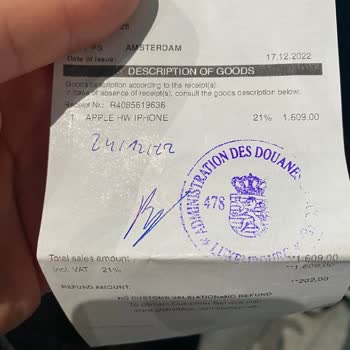 AMSTERDAM
Date of issue: 17.12.2022
DESCRIPTION OF GOODS
Goods description according to the receipt(s).
In case of absence of receipt(s), consult the goods description below.
Receipt Nr.: R4085619636
1 APPLE HW IPHONE 21% 1.609.00
24/12/22
ADMINISTRATION DES DOUANES
478
LUXEMBOURG
Total sales amount **1.609.00
Incl. VAT 21% **1.609.00
REFUND AMOUNT
NO CUSTOMS VALIDATION=NO REFUND